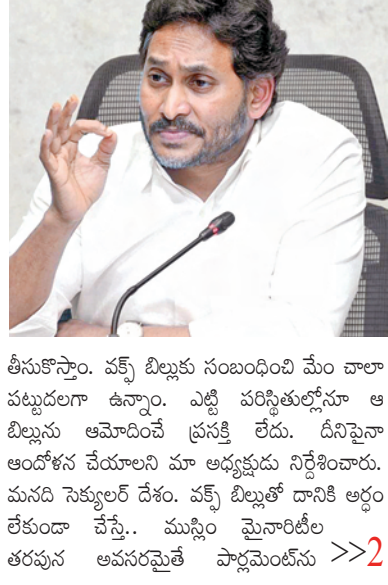 తీసుకొస్తాం. వక్ఫ్ బిల్లుకు సంబంధించి మేం చాలా
పట్టుదలగా ఉన్నాం. ఎట్టి పరిస్థితుల్లోనూ ఆ
బిల్లును ఆమోదించే ప్రసక్తి లేదు. దీనిపైనా
ఆందోళన చేయాలని మా అధ్యక్షుడు నిర్దేశించారు.
మనది సెక్యులర్ దేశం. వక్ఫ్ బిల్లుతో దానికి అర్థం
లేకుండా చేస్తే.. ముస్లిం మైనారిటీల
తరపున అవసరమైతే పార్లమెంట్‌ను >>2